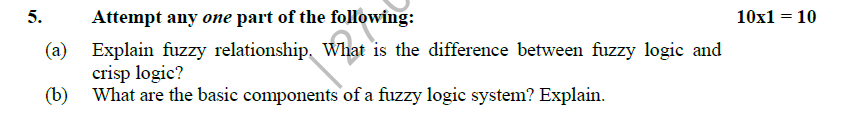 5. Attempt any one part of the following: 10x1 = 10
(a) Explain fuzzy relationship. What is the difference between fuzzy logic and
crisp logic?
(b) What are the basic components of a fuzzy logic system? Explain.